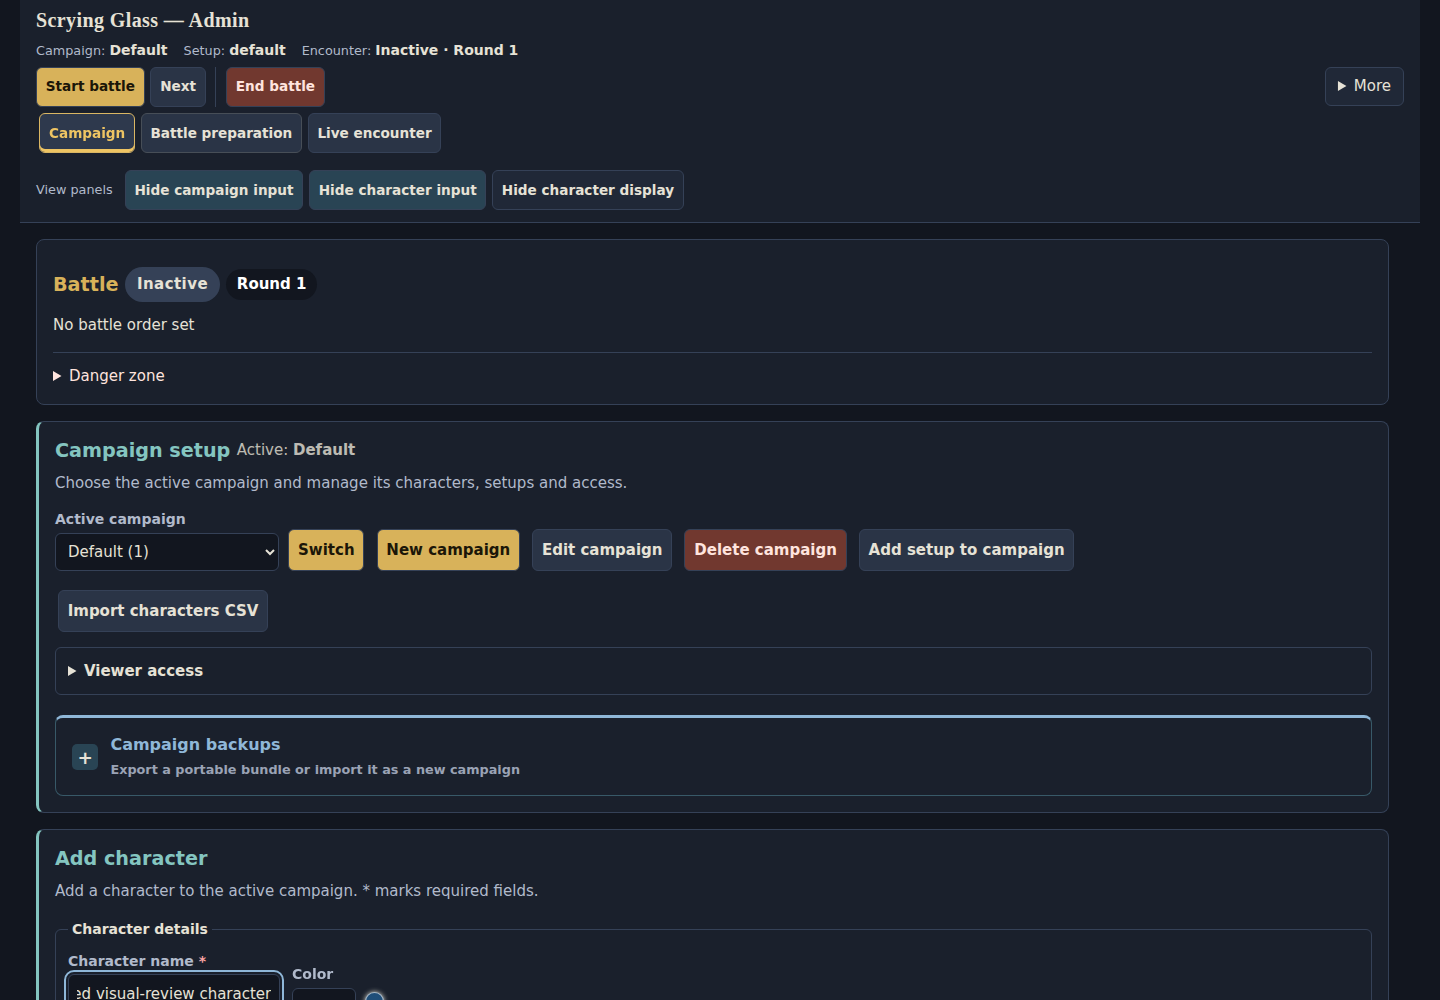 Scrying Glass — Admin
Campaign: Default Setup: default Encounter: Inactive · Round 1
Start battle Next End battle More
Campaign Battle preparation Live encounter
View panels Hide campaign input Hide character input Hide character display
Battle Inactive Round 1
No battle order set
Danger zone
Campaign setup Active: Default
Choose the active campaign and manage its characters, setups and access.
Active campaign
Default (1) Switch New campaign Edit campaign Delete campaign Add setup to campaign
Import characters CSV
Viewer access
+ Campaign backups
Export a portable bundle or import it as a new campaign
Add character
Add a character to the active campaign. * marks required fields.
Character details
Character name *
Color
ed visual-review character